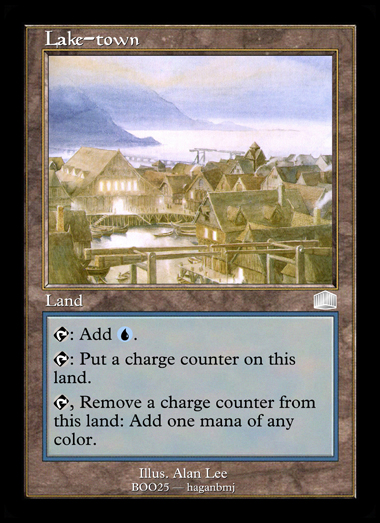 Lake-town
Land
: Add .
: Put a charge counter on this
land.
, Remove a charge counter from
this land: Add one mana of any
color.
Illus. Alan Lee
BOO25 — haganbmj